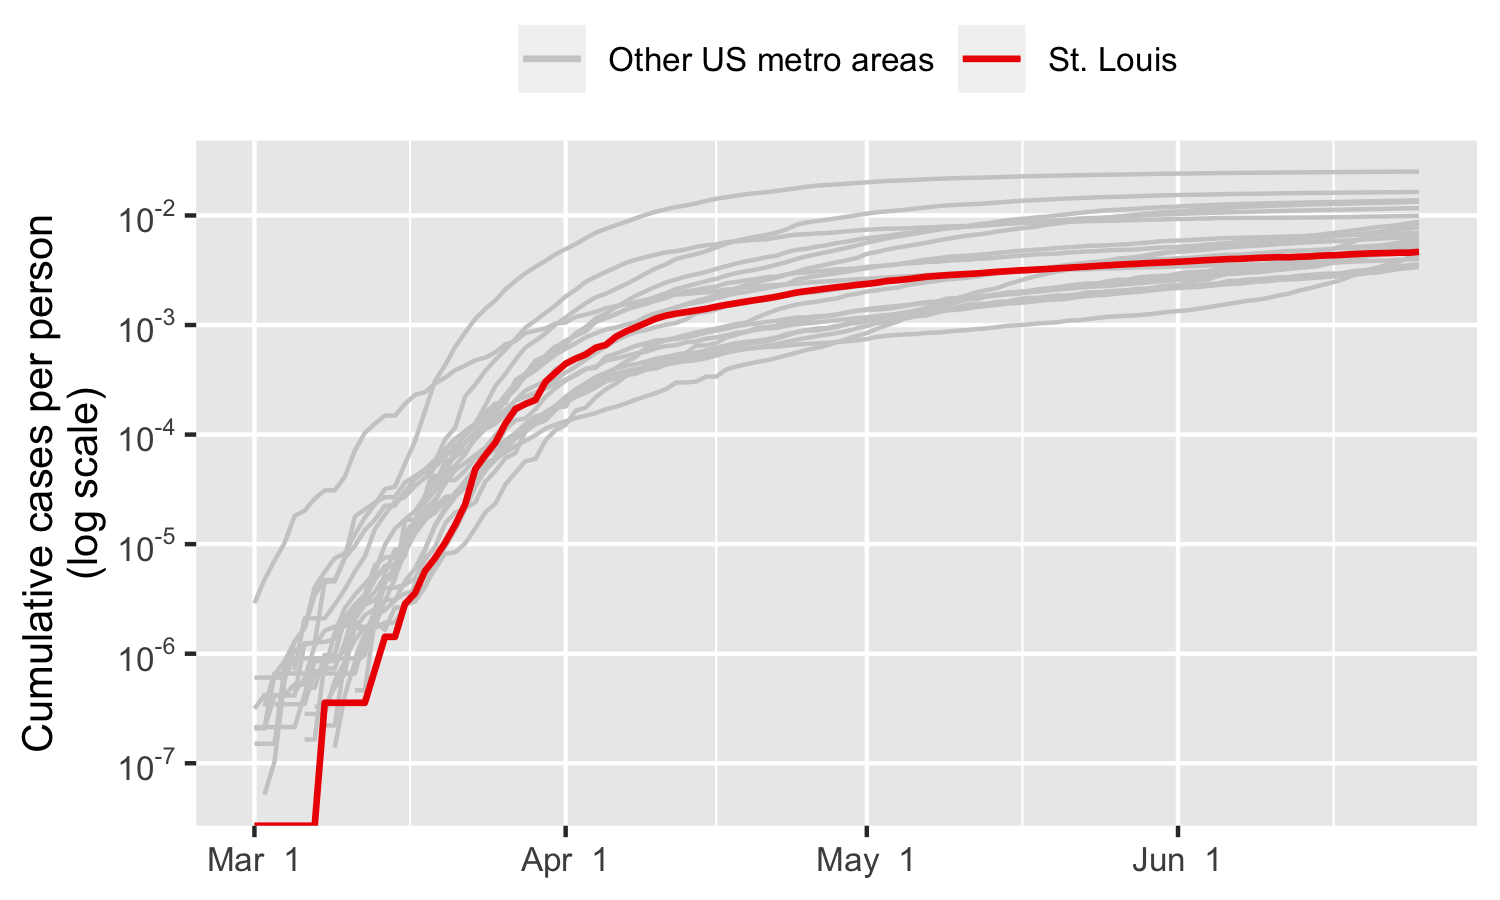 Other US metro areas St. Louis
Cumulative cases per person
(log scale)
10-2
10-3
10-4
10-5
10-6
10-7
Mar 1 Apr 1 May 1 Jun 1